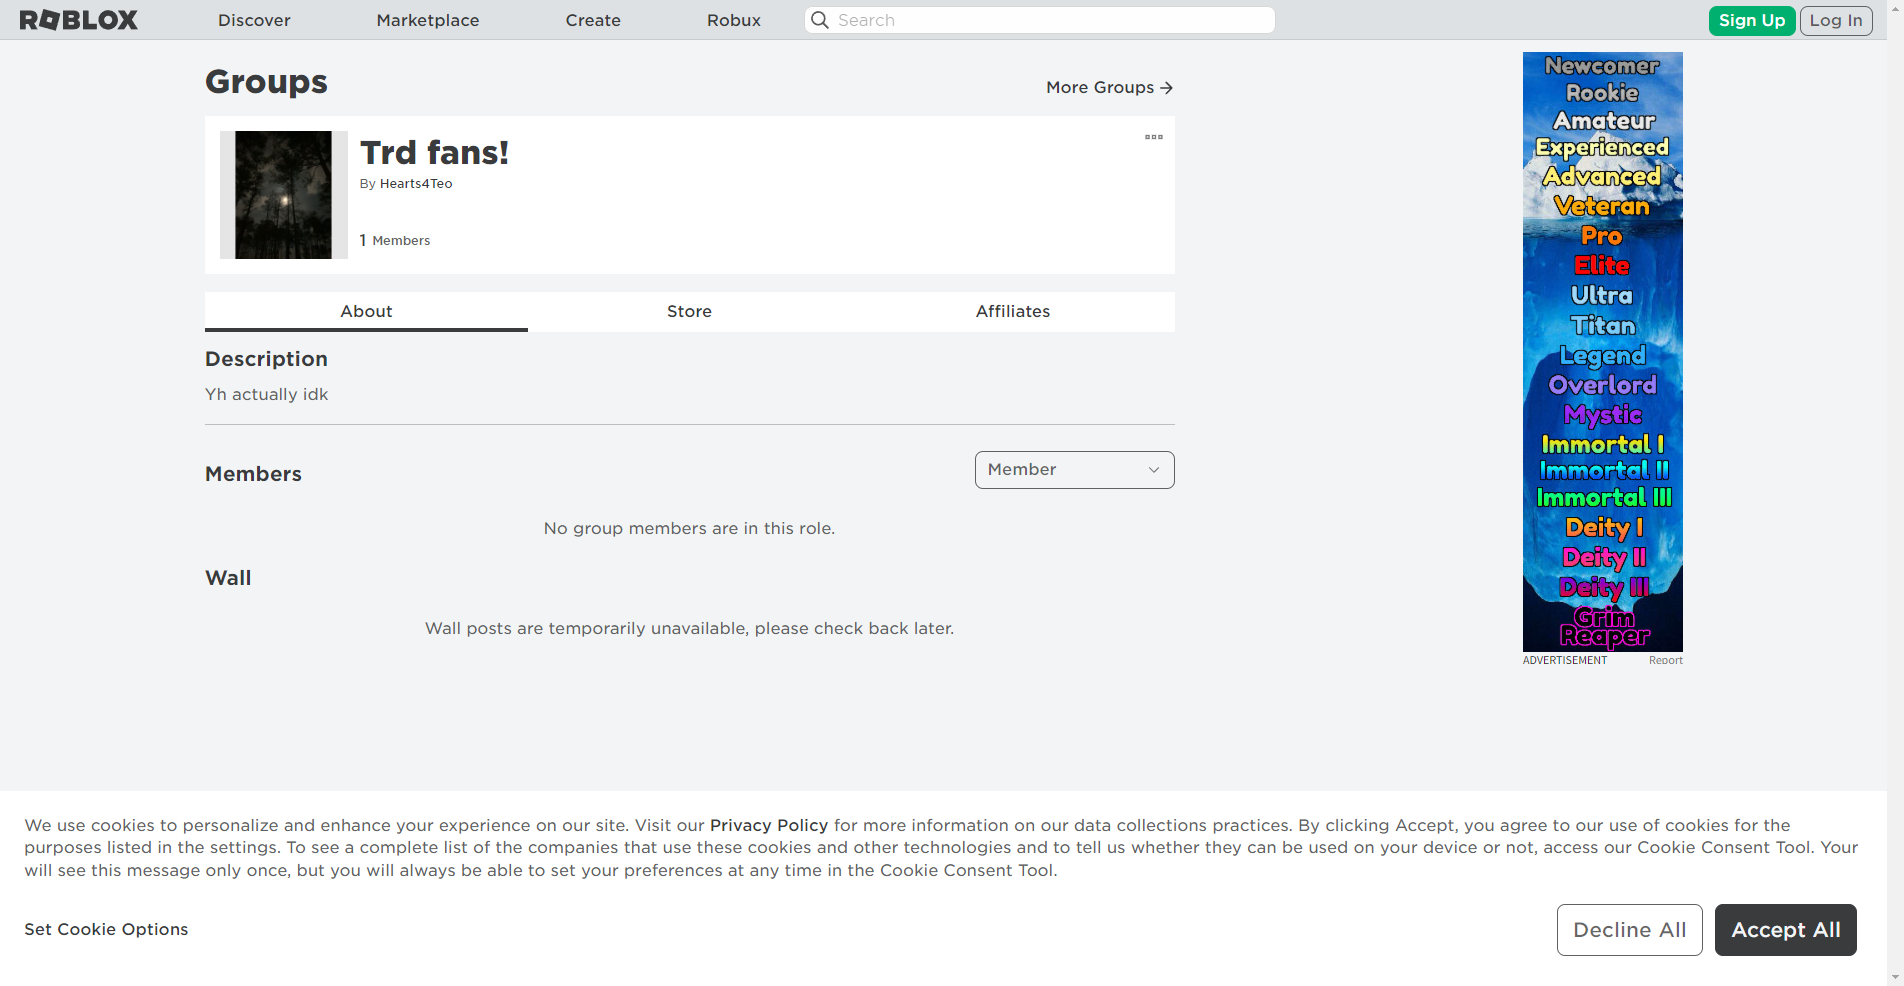 ROBLOX
Discover
Marketplace
Create
Robux
Search
Sign Up
Log In
Groups
More Groups
Trd fans!
By Hearts4Teo
1 Members
About
Store
Affiliates
Description
Yh actually idk
Members
Member
No group members are in this role.
Wall
Wall posts are temporarily unavailable, please check back later.
Newcomer
Rookie
Amateur
Experienced
Advanced
Veteran
Pro
Elite
Ultra
Titan
Legend
Overlord
Mystic
Immortal I
Immortal II
Immortal III
Deity I
Deity II
Deity III
Grim
Reaper
ADVERTISEMENT
Report
We use cookies to personalize and enhance your experience on our site. Visit our Privacy Policy for more information on our data collections practices. By clicking Accept, you agree to our use of cookies for the
purposes listed in the settings. To see a complete list of the companies that use these cookies and other technologies and to tell us whether they can be used on your device or not, access our Cookie Consent Tool. Your
will see this message only once, but you will always be able to set your preferences at any time in the Cookie Consent Tool.
Set Cookie Options
Decline All
Accept All